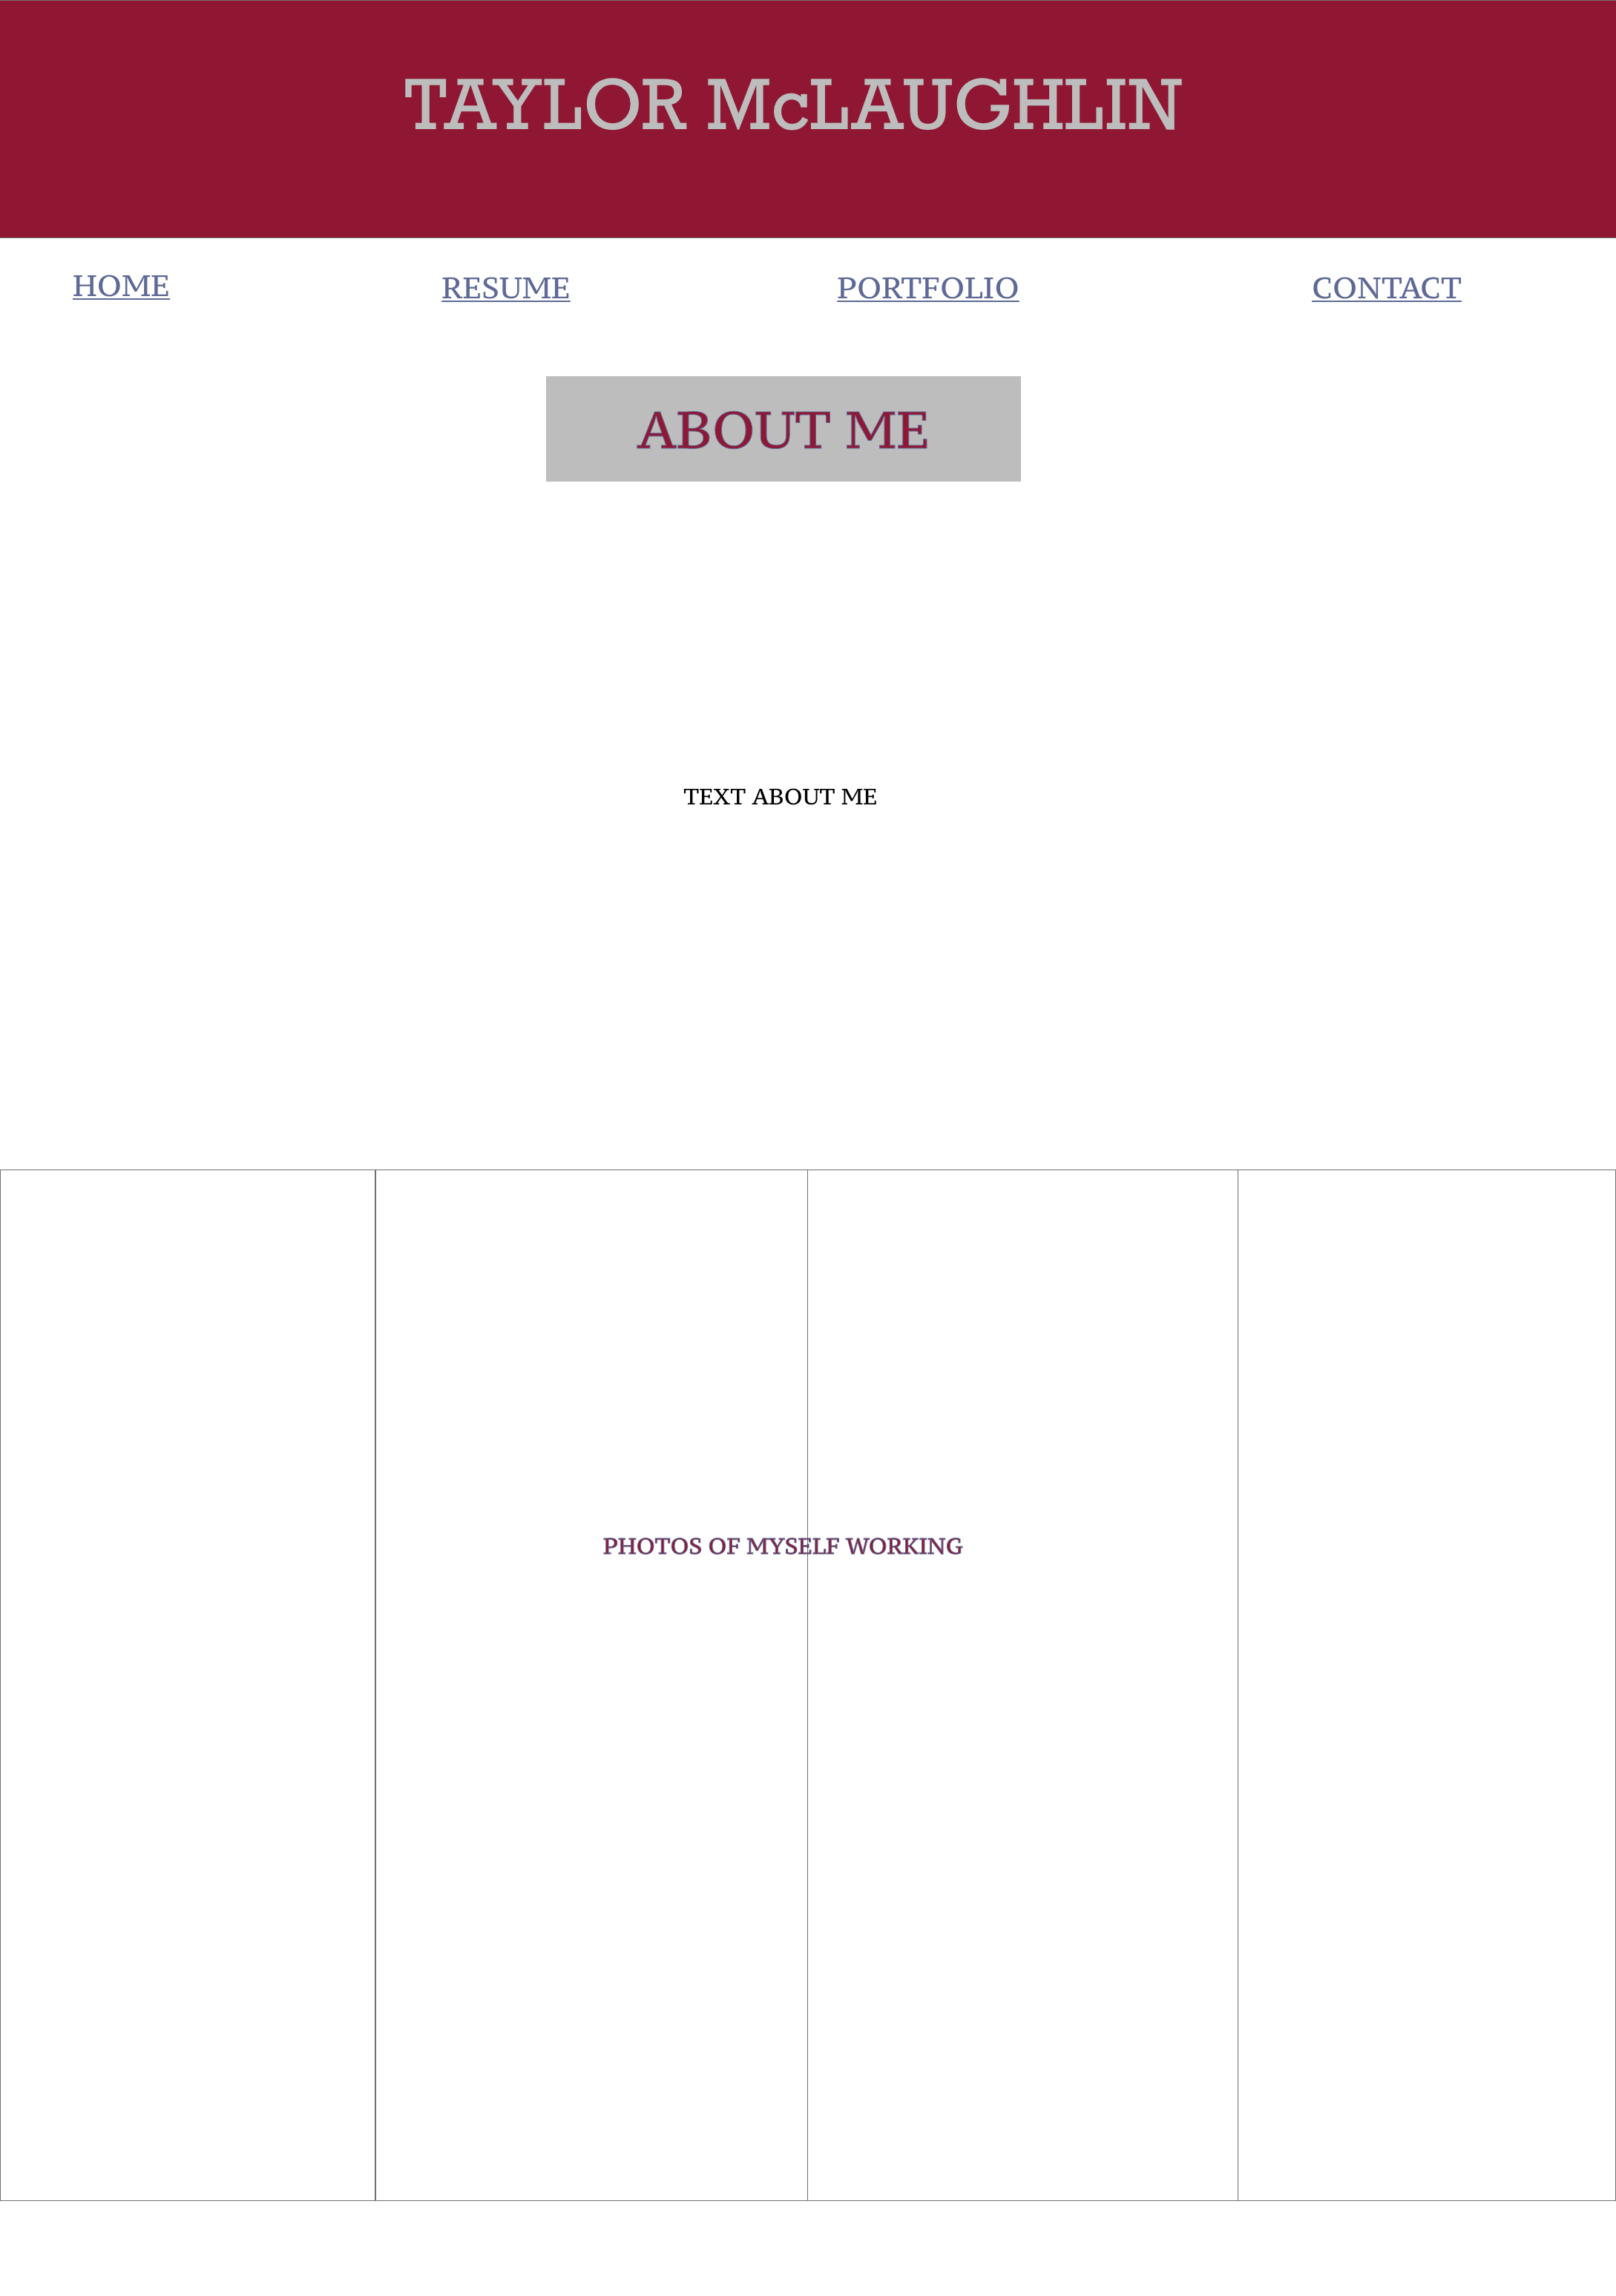 TAYLOR McLAUGHLIN
HOME RESUME PORTFOLIO CONTACT
ABOUT ME
TEXT ABOUT ME
PHOTOS OF MYSELF WORKING